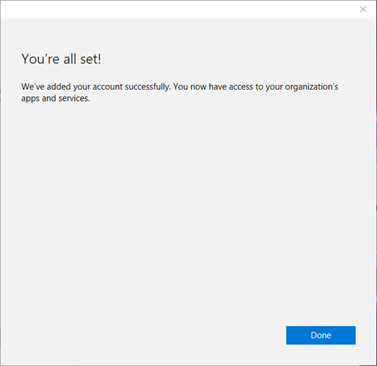 You're all set!
We've added your account successfully. You now have access to your organization's
apps and services.
Done